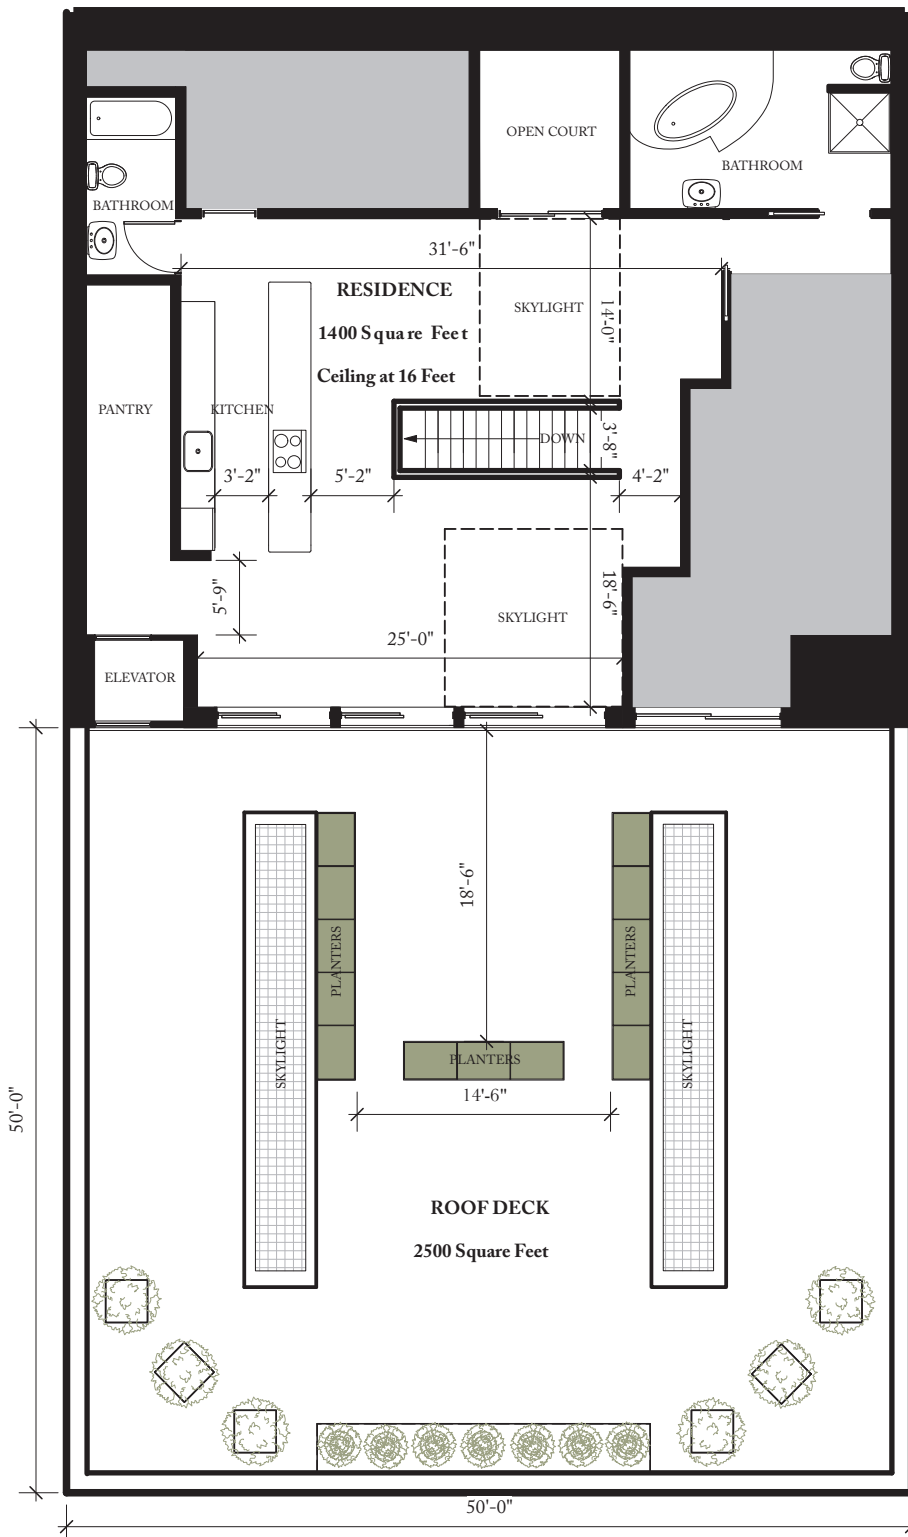 OPEN COURT
BATHROOM
BATHROOM
31'-6"
RESIDENCE
SKYLIGHT
14'-0"
1400 Square Feet
Ceiling at 16 Feet
PANTRY
KITCHEN
DOWN
3'-8"
3'-2"
5'-2"
4'-2"
5'-9"
18'-6"
SKYLIGHT
25'-0"
ELEVATOR
18'-6"
PLANTERS
PLANTERS
SKYLIGHT
SKYLIGHT
PLANTERS
14'-6"
50'-0"
ROOF DECK
2500 Square Feet
50'-0"